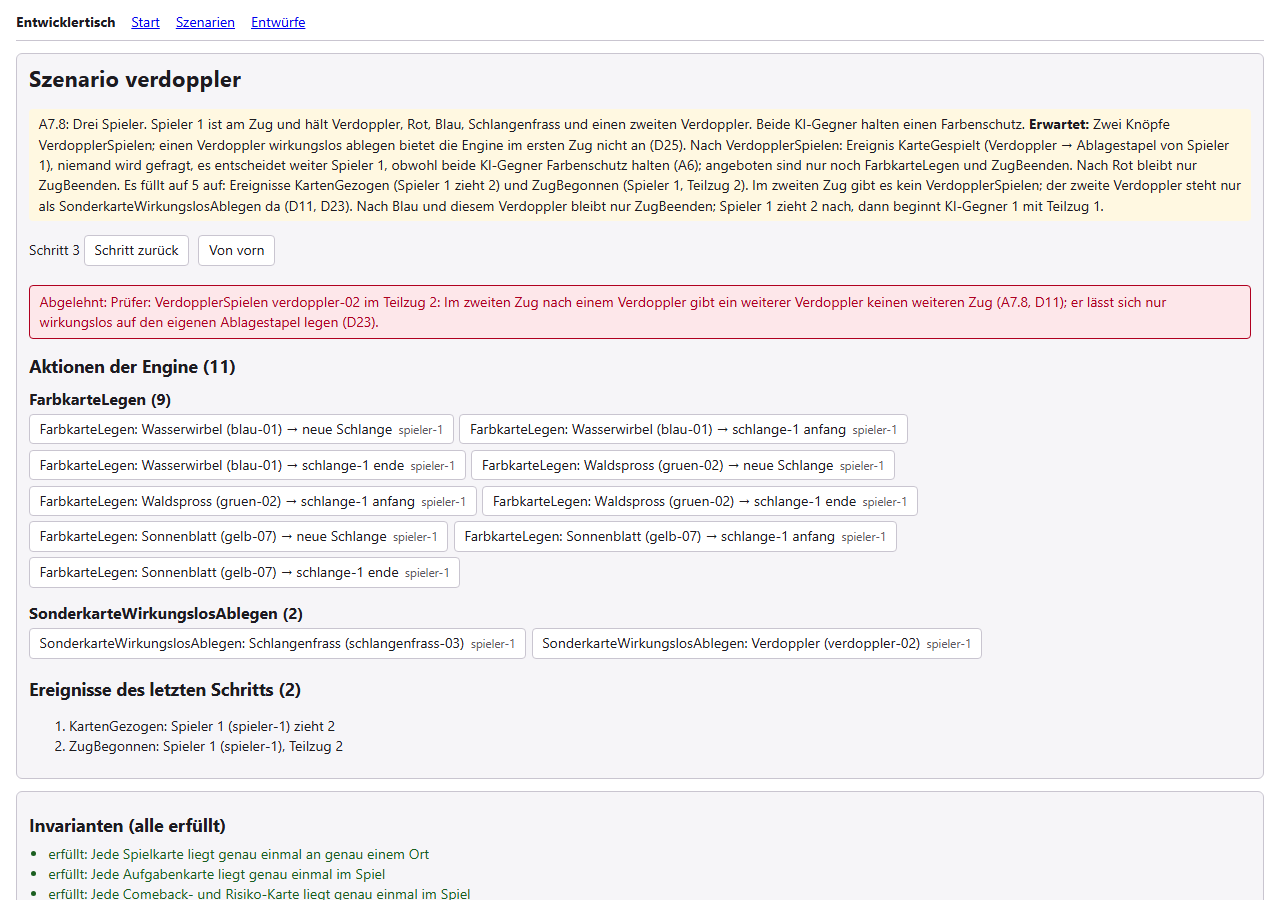 Entwicklertisch Start Szenarien Entwürfe
Szenario verdoppler
A7.8: Drei Spieler. Spieler 1 ist am Zug und hält Verdoppler, Rot, Blau, Schlangenfrass und einen zweiten Verdoppler. Beide KI-Gegner halten einen Farbenschutz. Erwartet: Zwei Knöpfe
VerdopplerSpielen; einen Verdoppler wirkungslos ablegen bietet die Engine im ersten Zug nicht an (D25). Nach VerdopplerSpielen: Ereignis KarteGespielt (Verdoppler → Ablagestapel von Spieler
1), niemand wird gefragt, es entscheidet weiter Spieler 1, obwohl beide KI-Gegner Farbenschutz halten (A6); angeboten sind nur noch FarbkarteLegen und ZugBeenden. Nach Rot bleibt nur
ZugBeenden. Es füllt auf 5 auf: Ereignisse KartenGezogen (Spieler 1 zieht 2) und ZugBegonnen (Spieler 1, Teilzug 2). Im zweiten Zug gibt es kein VerdopplerSpielen; der zweite Verdoppler steht nur
als SonderkarteWirkungslosAblegen da (D11, D23). Nach Blau und diesem Verdoppler bleibt nur ZugBeenden; Spieler 1 zieht 2 nach, dann beginnt KI-Gegner 1 mit Teilzug 1.
Schritt 3 Schritt zurück Von vorn
Abgelehnt: Prüfer: VerdopplerSpielen verdoppler-02 im Teilzug 2: Im zweiten Zug nach einem Verdoppler gibt ein weiterer Verdoppler keinen weiteren Zug (A7.8, D11); er lässt sich nur
wirkungslos auf den eigenen Ablagestapel legen (D23).
Aktionen der Engine (11)
FarbkarteLegen (9)
FarbkarteLegen: Wasserwirbel (blau-01) → neue Schlange spieler-1 FarbkarteLegen: Wasserwirbel (blau-01) → schlange-1 anfang spieler-1
FarbkarteLegen: Wasserwirbel (blau-01) → schlange-1 ende spieler-1 FarbkarteLegen: Waldspross (gruen-02) → neue Schlange spieler-1
FarbkarteLegen: Waldspross (gruen-02) → schlange-1 anfang spieler-1 FarbkarteLegen: Waldspross (gruen-02) → schlange-1 ende spieler-1
FarbkarteLegen: Sonnenblatt (gelb-07) → neue Schlange spieler-1 FarbkarteLegen: Sonnenblatt (gelb-07) → schlange-1 anfang spieler-1
FarbkarteLegen: Sonnenblatt (gelb-07) → schlange-1 ende spieler-1
SonderkarteWirkungslosAblegen (2)
SonderkarteWirkungslosAblegen: Schlangenfrass (schlangenfrass-03) spieler-1 SonderkarteWirkungslosAblegen: Verdoppler (verdoppler-02) spieler-1
Ereignisse des letzten Schritts (2)
1. KartenGezogen: Spieler 1 (spieler-1) zieht 2
2. ZugBegonnen: Spieler 1 (spieler-1), Teilzug 2
Invarianten (alle erfüllt)
• erfüllt: Jede Spielkarte liegt genau einmal an genau einem Ort
• erfüllt: Jede Aufgabenkarte liegt genau einmal im Spiel
• erfüllt: Jede Comeback- und Risiko-Karte liegt genau einmal im Spiel